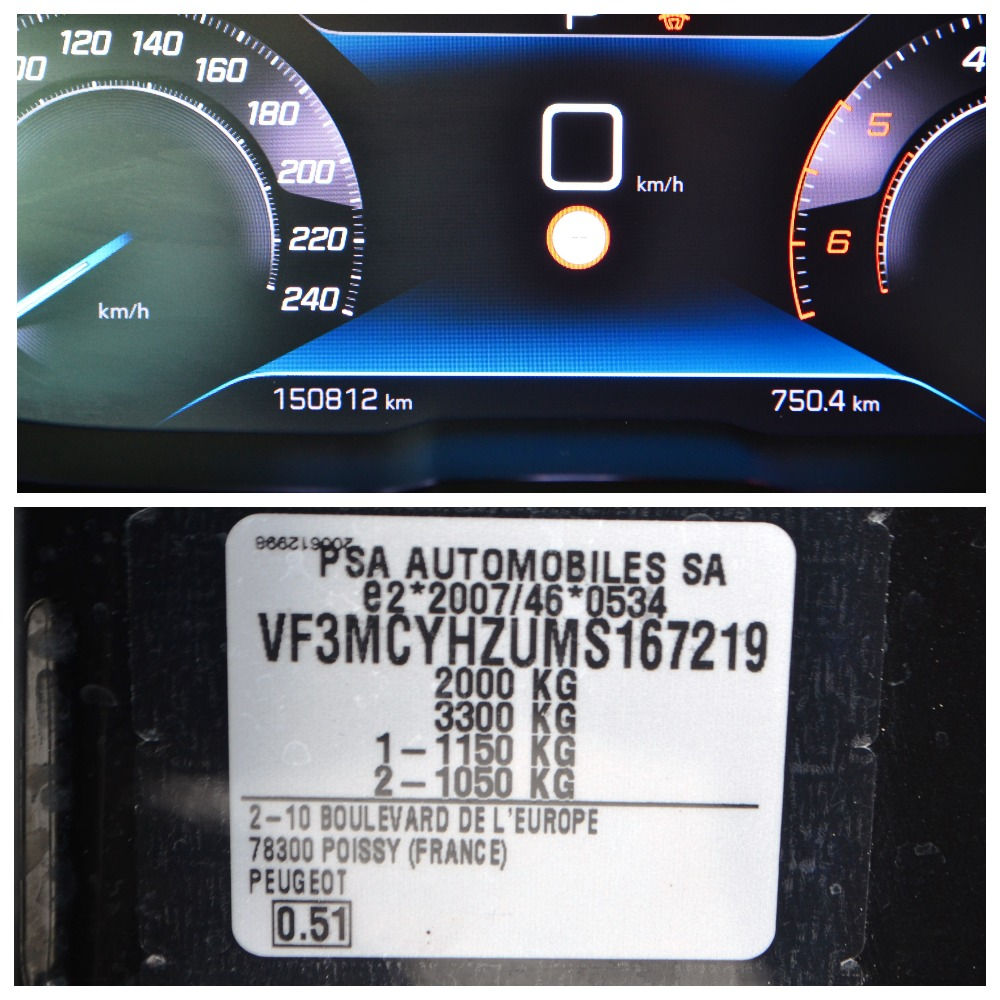 120 140
160
180
200
220
240
km/h
P
0 km/h
--
4
5
6
150812 km
750.4 km
200612998
PSA AUTOMOBILES SA
e2*2007/46*0534
VF3MCYHZUMS167219
2000 KG
3300 KG
1-1150 KG
2-1050 KG
2-10 BOULEVARD DE L'EUROPE
78300 POISSY (FRANCE)
PEUGEOT
0.51